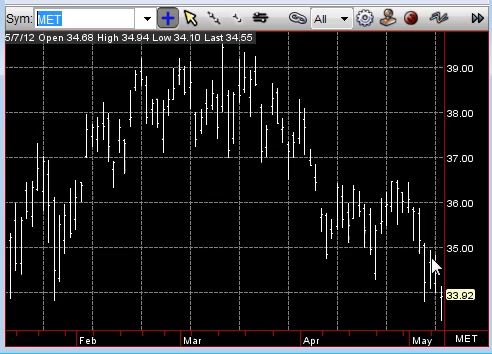 Sym: MET All
5/7/12 Open 34.68 High 34.94 Low 34.10 Last 34.55
39.00
38.00
37.00
36.00
35.00
33.92
Feb Mar Apr May MET